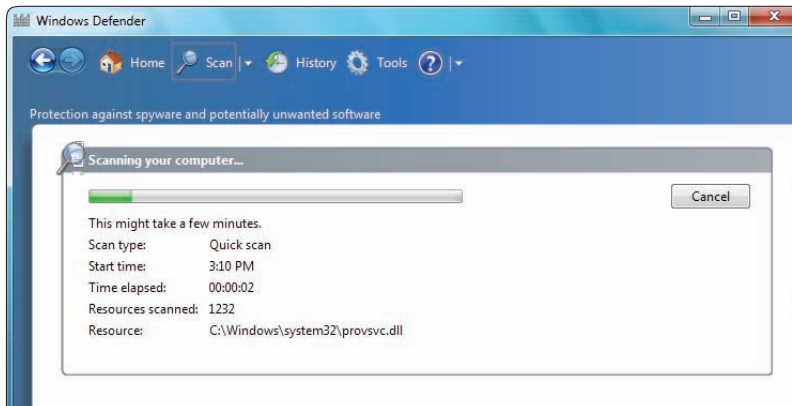 Windows Defender
Home Scan History Tools ?
Protection against spyware and potentially unwanted software
Scanning your computer...
Cancel
This might take a few minutes.
Scan type: Quick scan
Start time: 3:10 PM
Time elapsed: 00:00:02
Resources scanned: 1232
Resource: C:\Windows\system32\provsvc.dll